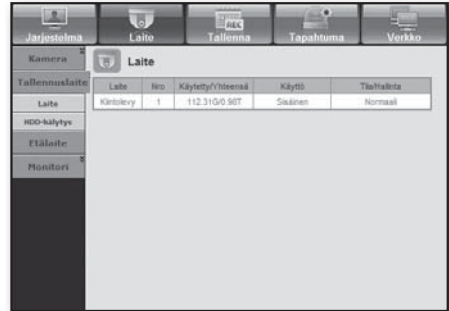 Järjestelmä Laite Tallenna Tapahtuma Verkko
Kamera
Tallennuslaite
Laite
HDD-hälytys
Etälaite
Monitori
Laite
Laite Nro Käytetty/Yhteensä Käyttö Tila/Hallinta
Kiintolevy 1 112.31G/0.98T Sisäinen Normaali